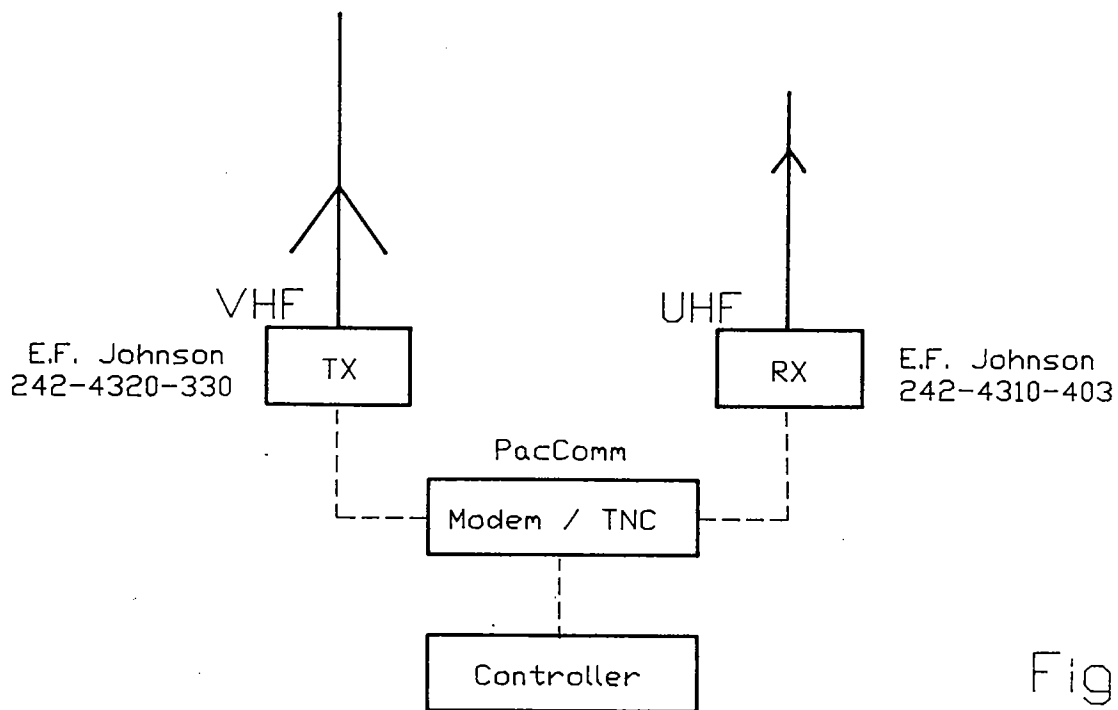 VHF
UHF
E.F. Johnson
242-4320-330
TX
RX
E.F. Johnson
242-4310-403
PacComm
Modem / TNC
Controller
Fig